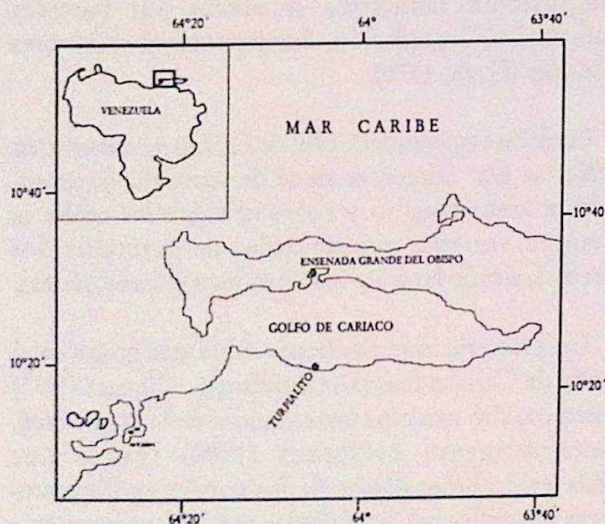 64°20´ 64° 63°40´
VENEZUELA
MAR CARIBE
10°40´ 10°40´
ENSENADA GRANDE DEL OBISPO
GOLFO DE CARIACO
10°20´ 10°20´
TURPIALITO
64°20´ 64° 63°40´